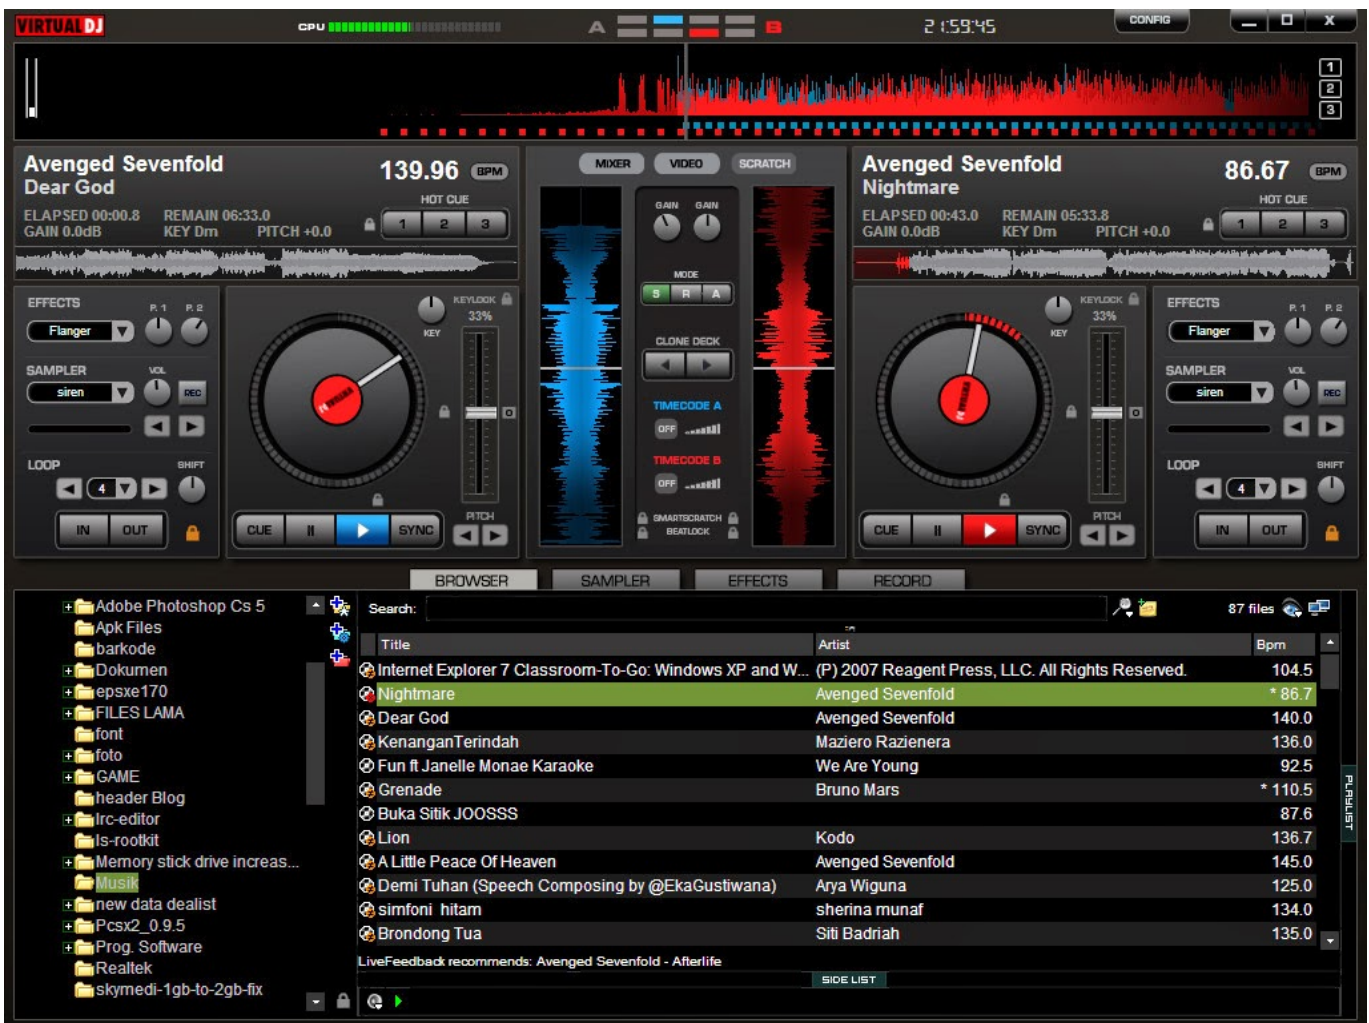 VIRTUAL DJ
CPU
A
B
21:59:45
CONFIG
X
1
2
3
Avenged Sevenfold
Dear God
139.96 BPM
HOT CUE
ELAPSED 00:00.8 REMAIN 06:33.0
GAIN 0.0dB KEY Dm PITCH +0.0
1 2 3
MIXER VIDEO SCRATCH
Avenged Sevenfold
Nightmare
86.67 BPM
HOT CUE
ELAPSED 00:43.0 REMAIN 05:33.8
GAIN 0.0dB KEY Dm PITCH +0.0
1 2 3
EFFECTS P. 1 P. 2
Flanger
SAMPLER VOL
siren REC
LOOP SHIFT
4
IN OUT
KEYLOCK
33%
KEY
CUE SYNC
PITCH
GAIN GAIN
MODE
S R A
CLONE DECK
TIMECODE A
OFF
TIMECODE B
OFF
SMARTSCRATCH
BEATLOCK
KEYLOCK
33%
KEY
CUE SYNC
PITCH
EFFECTS P. 1 P. 2
Flanger
SAMPLER VOL
siren REC
LOOP SHIFT
4
IN OUT
BROWSER SAMPLER EFFECTS RECORD
Adobe Photoshop Cs 5
Apk Files
barkode
Dokumen
epsxe170
FILES LAMA
font
foto
GAME
header Blog
Irc-editor
ls-rootkit
Memory stick drive increas...
Musik
new data dealist
Pcsx2_0.9.5
Prog. Software
Realtek
skymedi-1gb-to-2gb-fix
Search: 87 files
Title Artist Bpm
Internet Explorer 7 Classroom-To-Go: Windows XP and W... (P) 2007 Reagent Press, LLC. All Rights Reserved. 104.5
Nightmare Avenged Sevenfold * 86.7
Dear God Avenged Sevenfold 140.0
KenanganTerindah Maziero Razienera 136.0
Fun ft Janelle Monae Karaoke We Are Young 92.5
Grenade Bruno Mars * 110.5
Buka Sitik JOOSSS 87.6
Lion Kodo 136.7
A Little Peace Of Heaven Avenged Sevenfold 145.0
Demi Tuhan (Speech Composing by @EkaGustiwana) Arya Wiguna 125.0
simfoni hitam sherina munaf 134.0
Brondong Tua Siti Badriah 135.0
LiveFeedback recommends: Avenged Sevenfold - Afterlife
SIDE LIST
PLAYLIST